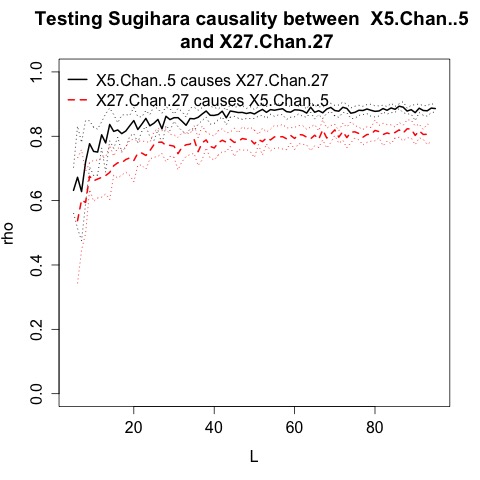 Testing Sugihara causality between  X5.Chan..5
and X27.Chan.27
X5.Chan..5 causes X27.Chan.27
X27.Chan.27 causes X5.Chan..5
1.0
0.8
0.6
0.4
0.2
0.0
rho
20 40 60 80
L